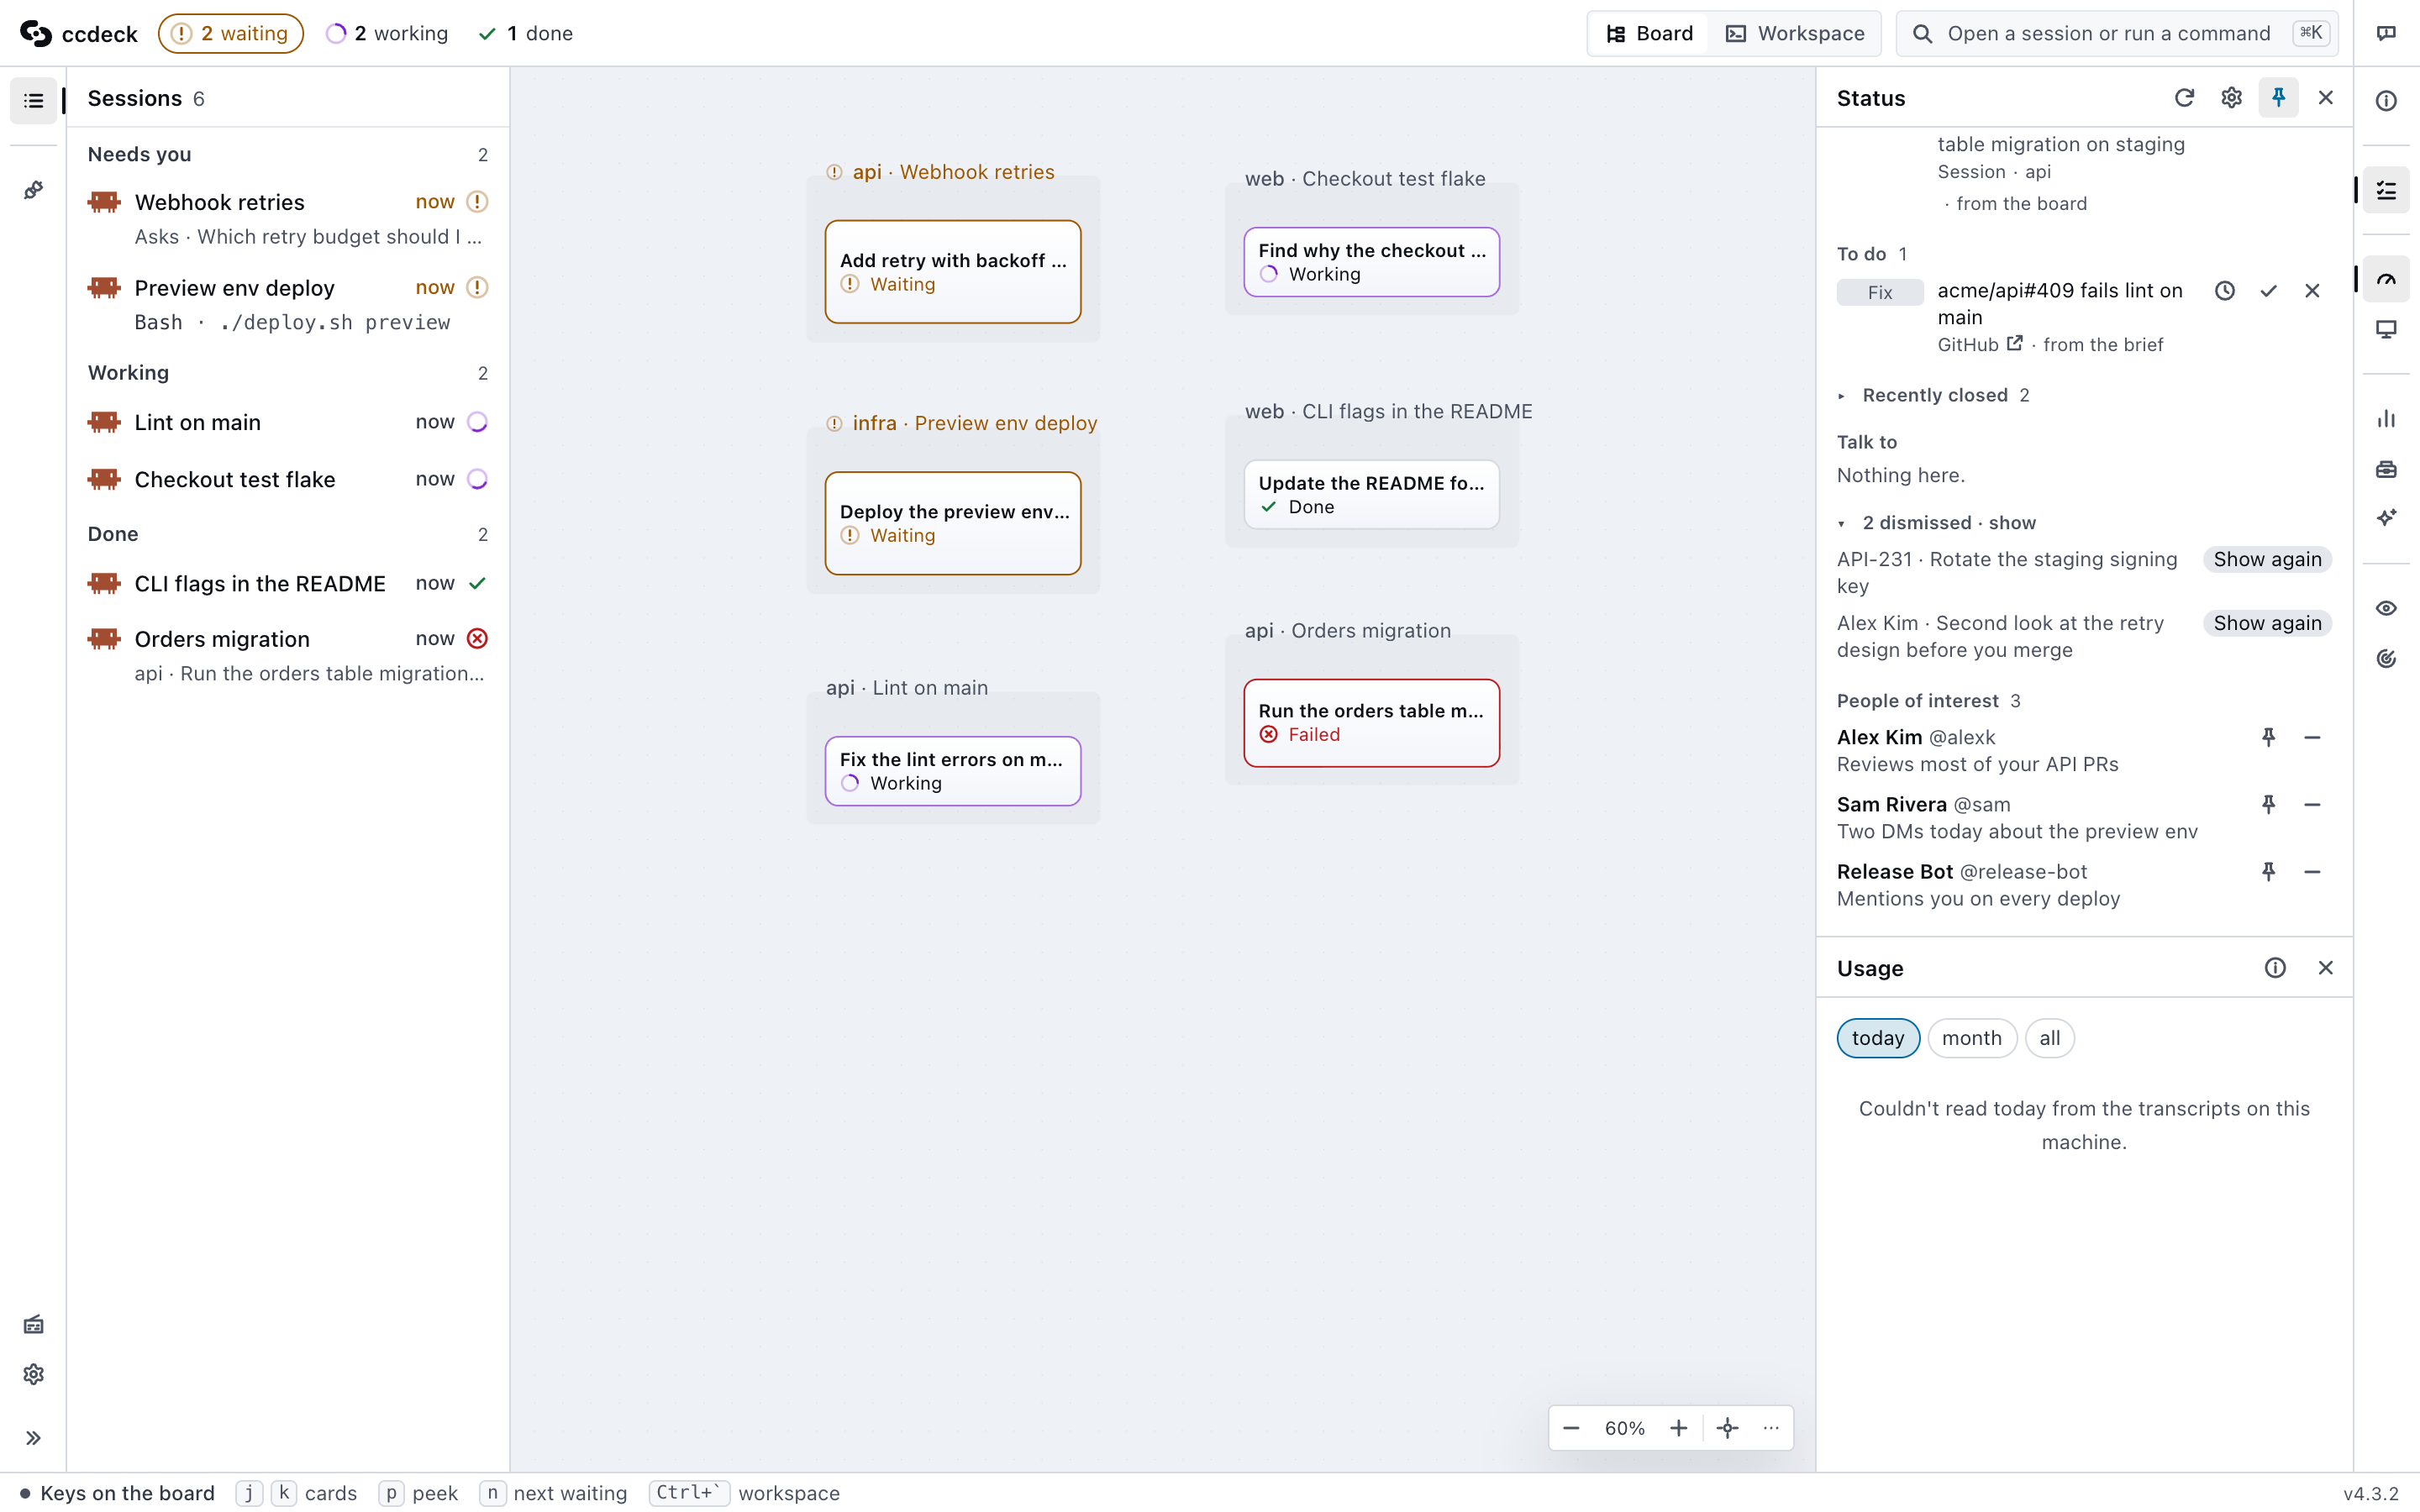 ccdeck
2 waiting
2 working
1 done
Board
Workspace
Open a session or run a command
⌘K
Sessions 6
Needs you 2
Webhook retries now
Asks · Which retry budget should I ...
Preview env deploy now
Bash · ./deploy.sh preview
Working 2
Lint on main now
Checkout test flake now
Done 2
CLI flags in the README now
Orders migration now
api · Run the orders table migration...
api · Webhook retries
Add retry with backoff ...
Waiting
infra · Preview env deploy
Deploy the preview env...
Waiting
api · Lint on main
Fix the lint errors on m...
Working
web · Checkout test flake
Find why the checkout ...
Working
web · CLI flags in the README
Update the README fo...
Done
api · Orders migration
Run the orders table m...
Failed
60%
Status
table migration on staging
Session · api
· from the board
To do 1
Fix
acme/api#409 fails lint on
main
GitHub · from the brief
Recently closed 2
Talk to
Nothing here.
2 dismissed · show
API-231 · Rotate the staging signing
key
Show again
Alex Kim · Second look at the retry
design before you merge
Show again
People of interest 3
Alex Kim @alexk
Reviews most of your API PRs
Sam Rivera @sam
Two DMs today about the preview env
Release Bot @release-bot
Mentions you on every deploy
Usage
today
month
all
Couldn't read today from the transcripts on this
machine.
Keys on the board
j k cards
p peek
n next waiting
Ctrl+` workspace
v4.3.2